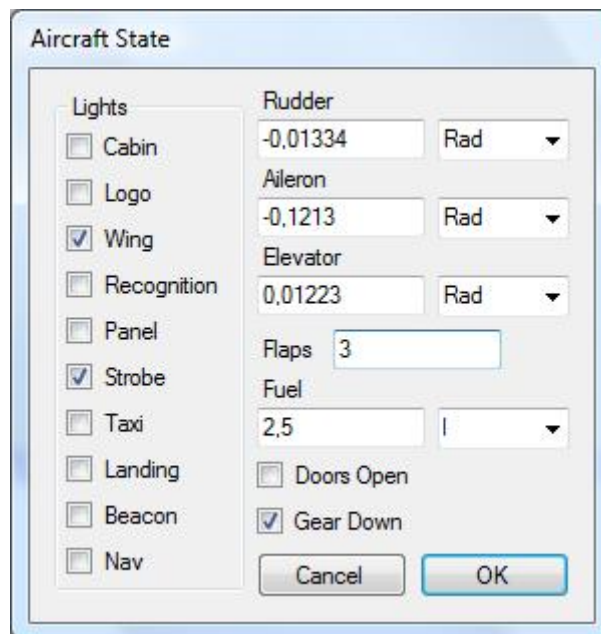 Aircraft State
Lights
Cabin
Logo
Wing
Recognition
Panel
Strobe
Taxi
Landing
Beacon
Nav
Rudder
-0,01334 Rad
Aileron
-0,1213 Rad
Elevator
0,01223 Rad
Flaps 3
Fuel
2,5 l
Doors Open
Gear Down
Cancel OK